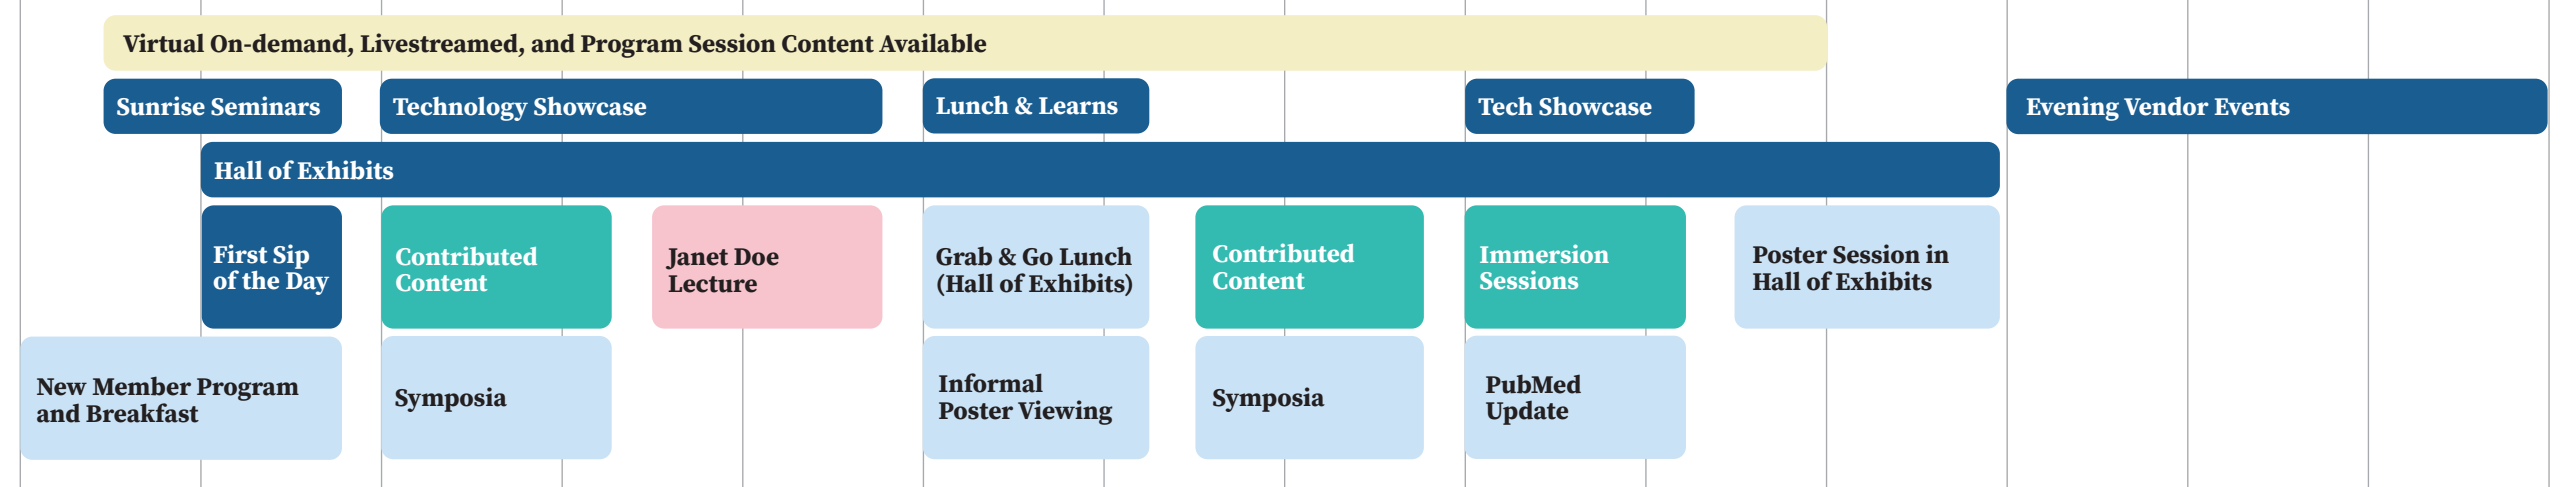 Virtual On-demand, Livestreamed, and Program Session Content Available
Sunrise Seminars
Technology Showcase
Lunch & Learns
Tech Showcase
Evening Vendor Events
Hall of Exhibits
First Sip
of the Day
Contributed
Content
Janet Doe
Lecture
Grab & Go Lunch
(Hall of Exhibits)
Contributed
Content
Immersion
Sessions
Poster Session in
Hall of Exhibits
New Member Program
and Breakfast
Symposia
Informal
Poster Viewing
Symposia
PubMed
Update